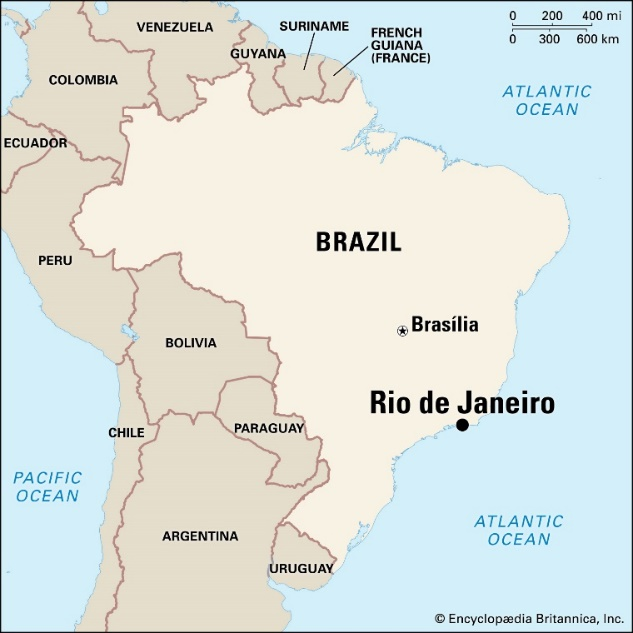 VENEZUELA
SURINAME
0 200 400 mi
0 300 600 km
FRENCH
GUIANA
(FRANCE)
GUYANA
COLOMBIA
ATLANTIC
OCEAN
ECUADOR
BRAZIL
PERU
Brasília
BOLIVIA
Rio de Janeiro
CHILE
PARAGUAY
PACIFIC
OCEAN
ATLANTIC
OCEAN
ARGENTINA
URUGUAY
© Encyclopædia Britannica, Inc.